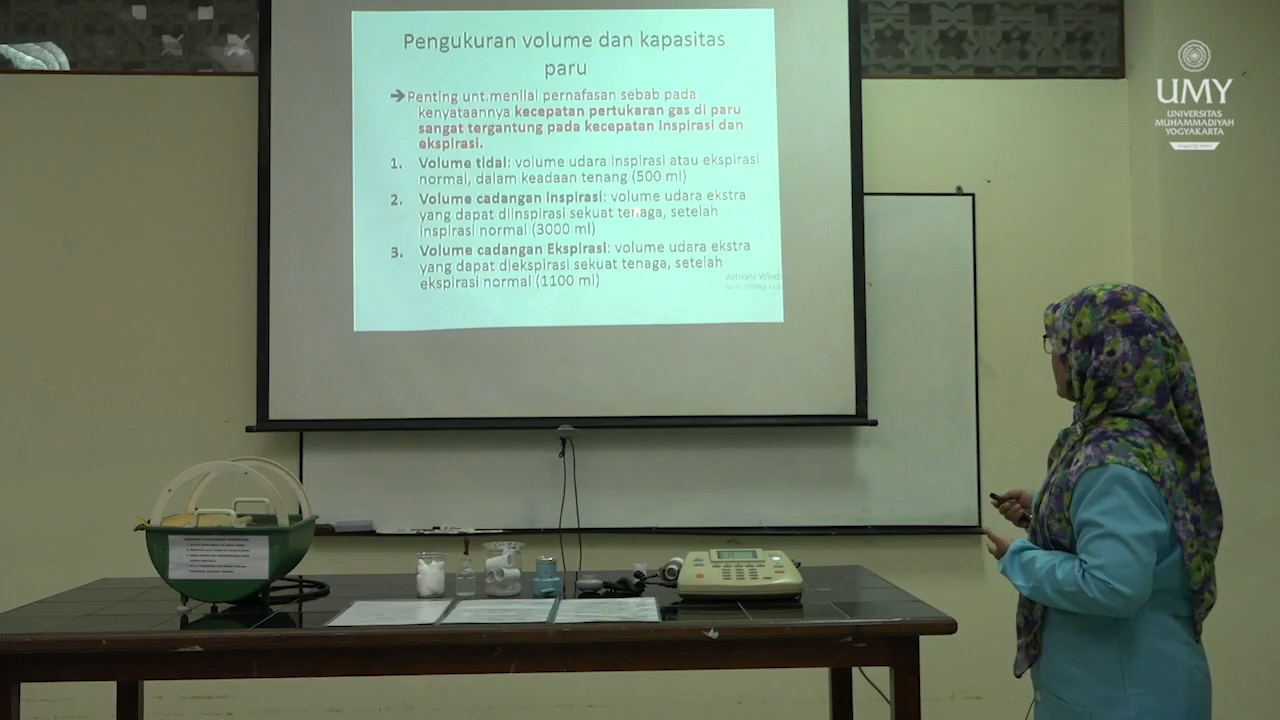 Pengukuran volume dan kapasitas
paru
➔Penting unt.menilai pernafasan sebab pada
kenyataannya kecepatan pertukaran gas di paru
sangat tergantung pada kecepatan inspirasi dan
ekspirasi.
1. Volume tidal: volume udara inspirasi atau ekspirasi
normal, dalam keadaan tenang (500 ml)
2. Volume cadangan inspirasi: volume udara ekstra
yang dapat diinspirasi sekuat tenaga, setelah
inspirasi normal (3000 ml)
3. Volume cadangan Ekspirasi: volume udara ekstra
yang dapat diekspirasi sekuat tenaga, setelah
ekspirasi normal (1100 ml)
Activate Wind
UMY
UNIVERSITAS
MUHAMMADIYAH
YOGYAKARTA